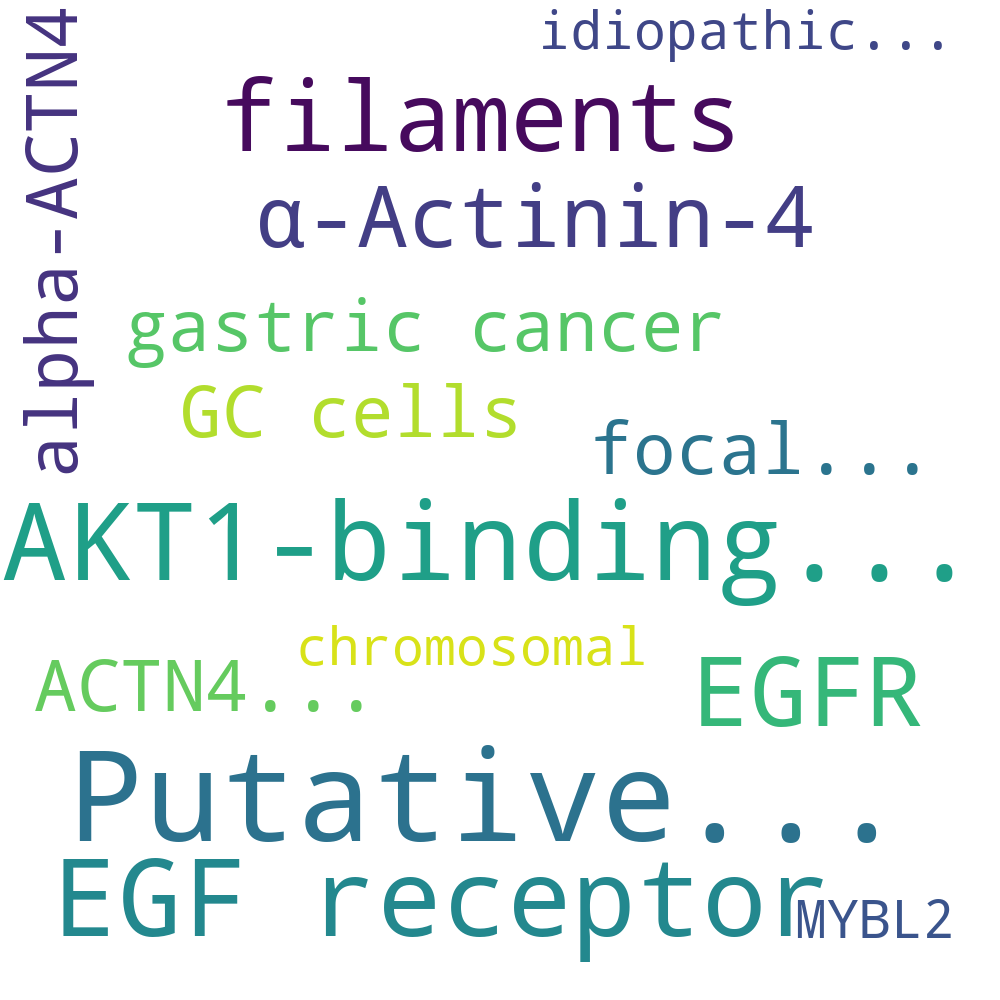 idiopathic...
alpha-ACTN4
filaments
α-Actinin-4
gastric cancer
GC cells
focal...
AKT1-binding...
chromosomal
ACTN4...
EGFR
Putative...
EGF receptor
MYBL2